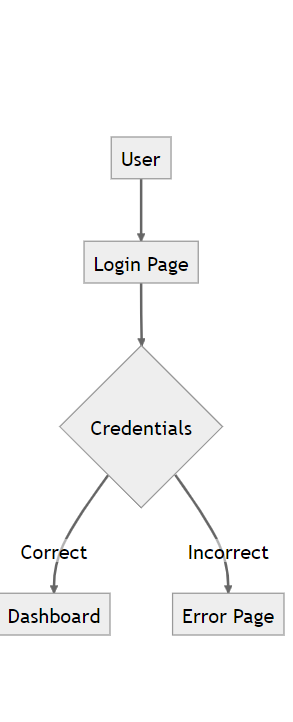 User
Login Page
Credentials
Correct
Incorrect
Dashboard
Error Page